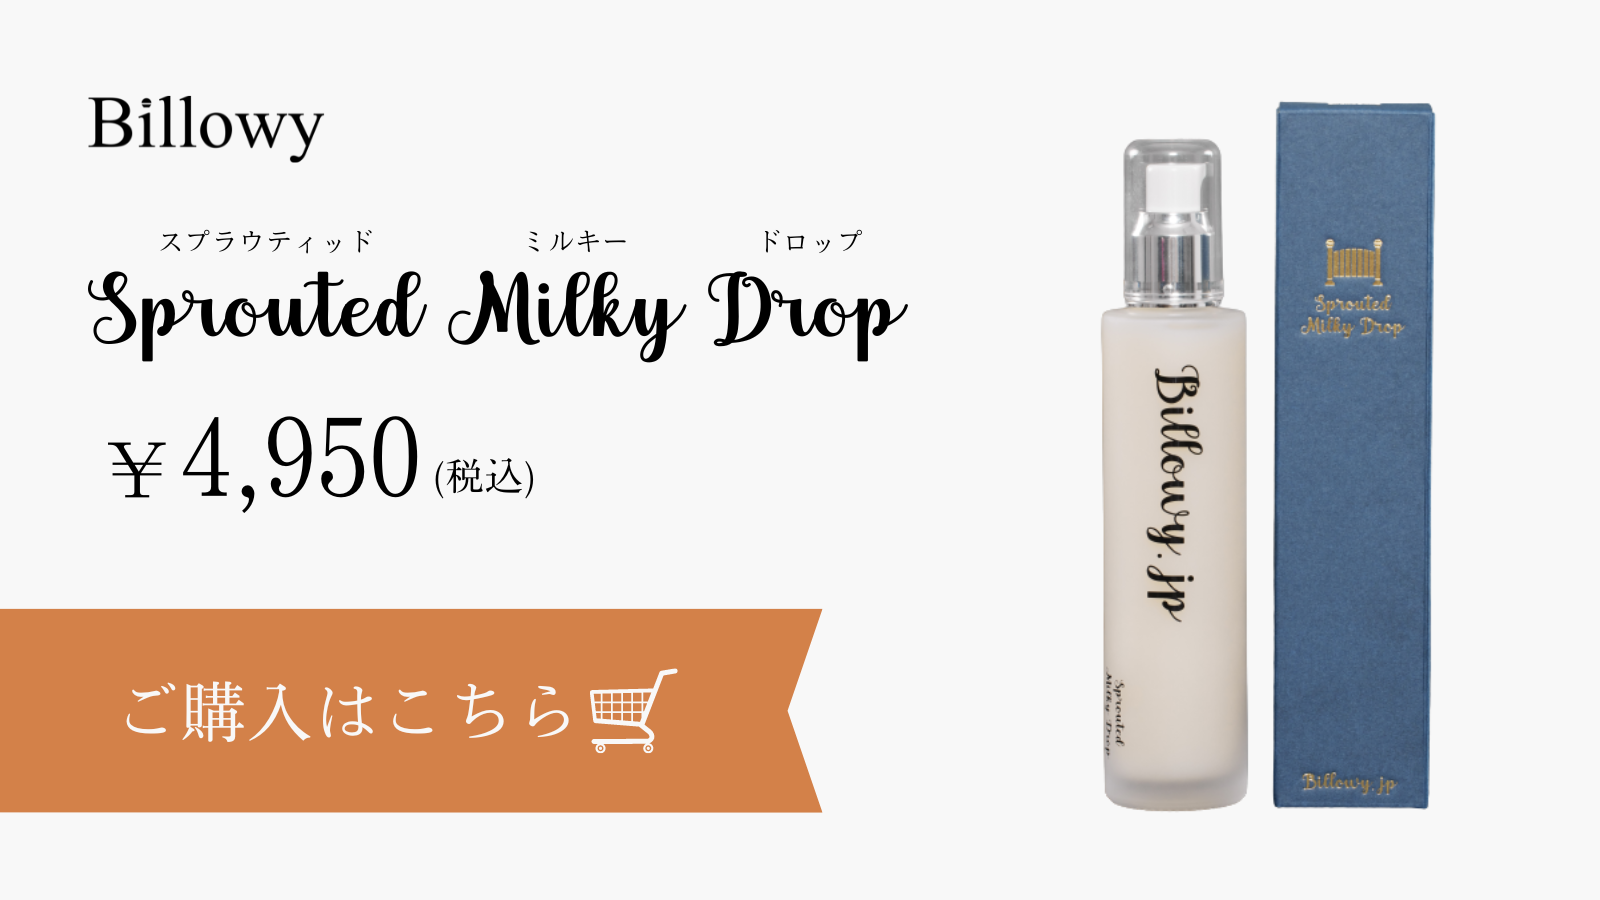 Billowy
スプラウティッド ミルキー ドロップ
Sprouted Milky Drop
￥4,950(税込)
ご購入はこちら
Billowy.jp
Sprouted
Milky Drop
Sprouted
Milky Drop
Billowy.jp